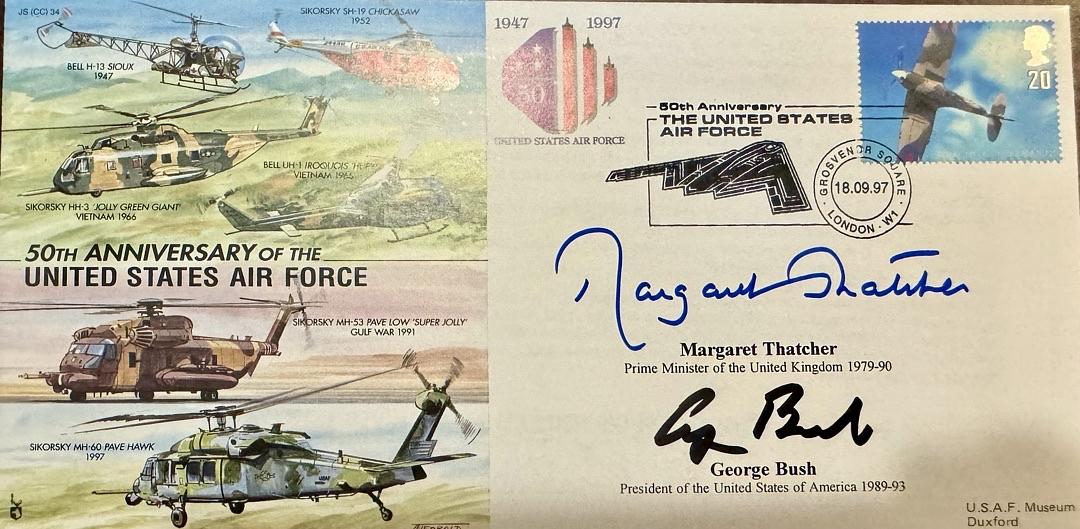 JS (CC) 34
SIKORSKY SH-19 CHICKASAW
1952
BELL H-13 SIOUX
1947
BELL UH-1 IROQUOIS 'HUEY'
VIETNAM 1965
SIKORSKY HH-3 'JOLLY GREEN GIANT'
VIETNAM 1966
50TH ANNIVERSARY OF THE
UNITED STATES AIR FORCE
SIKORSKY MH-53 PAVE LOW 'SUPER JOLLY'
GULF WAR 1991
SIKORSKY MH-60 PAVE HAWK
1997
USAF
1947 1997
50
UNITED STATES AIR FORCE
50th Anniversary
THE UNITED STATES
AIR FORCE
20
GROSVENOR SQUARE
18.09.97
LONDON · W1
Margaret Thatcher
Margaret Thatcher
Prime Minister of the United Kingdom 1979-90
G Bush
George Bush
President of the United States of America 1989-93
U.S.A.F. Museum
Duxford